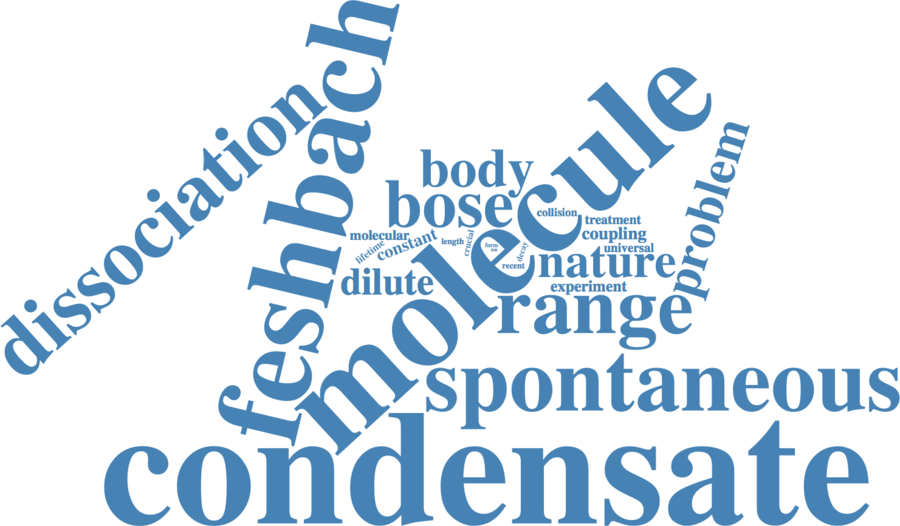 feshbach
dissociation
molecule
problem
body
bose
collision
treatment
molecular
constant
lifetime
length
crucial
coupling
universal
form
decay
recent
nature
dilute
experiment
range
spontaneous
condensate